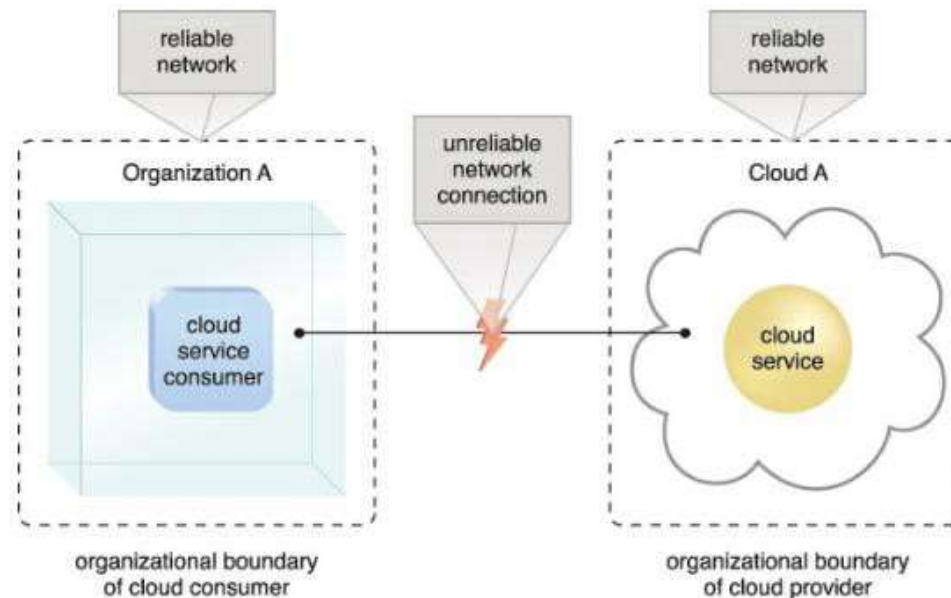 reliable
network
reliable
network
unreliable
network
connection
Organization A
Cloud A
cloud
service
consumer
cloud
service
organizational boundary
of cloud consumer
organizational boundary
of cloud provider